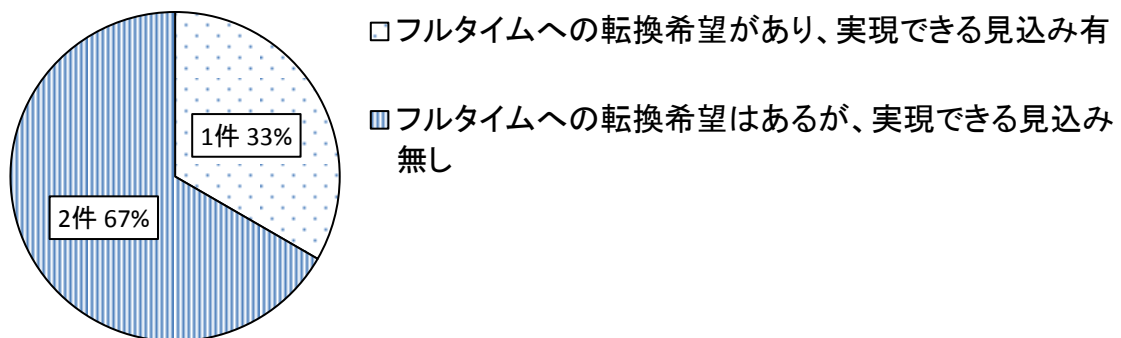 フルタイムへの転換希望があり、実現できる見込み有
フルタイムへの転換希望はあるが、実現できる見込み
無し
1件 33%
2件 67%